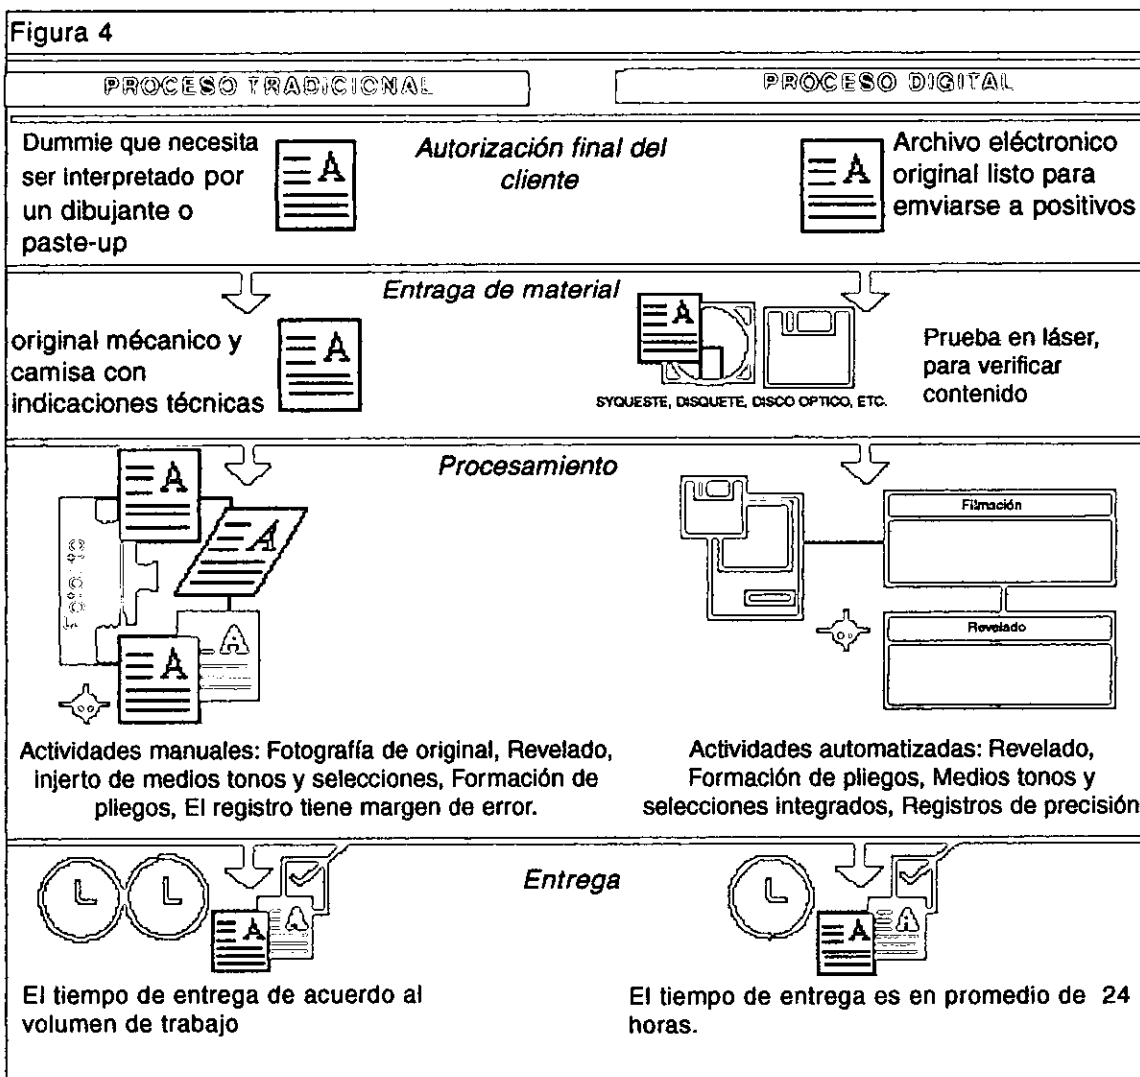 Figura 4
PROCESO TRADICIONAL
PROCESO DIGITAL
Dummie que necesita
ser interpretado por
un dibujante o
paste-up
A
Autorización final del
cliente
A
Archivo eléctronico
original listo para
emviarse a positivos
Entraga de material
original mécanico y
camisa con
indicaciones técnicas
A
A
SYQUESTE, DISQUETE, DISCO OPTICO, ETC.
Prueba en láser,
para verificar
contenido
Procesamiento
A
A
A
A
Filmación
Revelado
Actividades manuales: Fotografía de original, Revelado,
injerto de medios tonos y selecciones, Formación de
pliegos, El registro tiene margen de error.
Actividades automatizadas: Revelado,
Formación de pliegos, Medios tonos y
selecciones integrados, Registros de precisión
Entrega
A
A
A
A
El tiempo de entrega de acuerdo al
volumen de trabajo
El tiempo de entrega es en promedio de 24
horas.